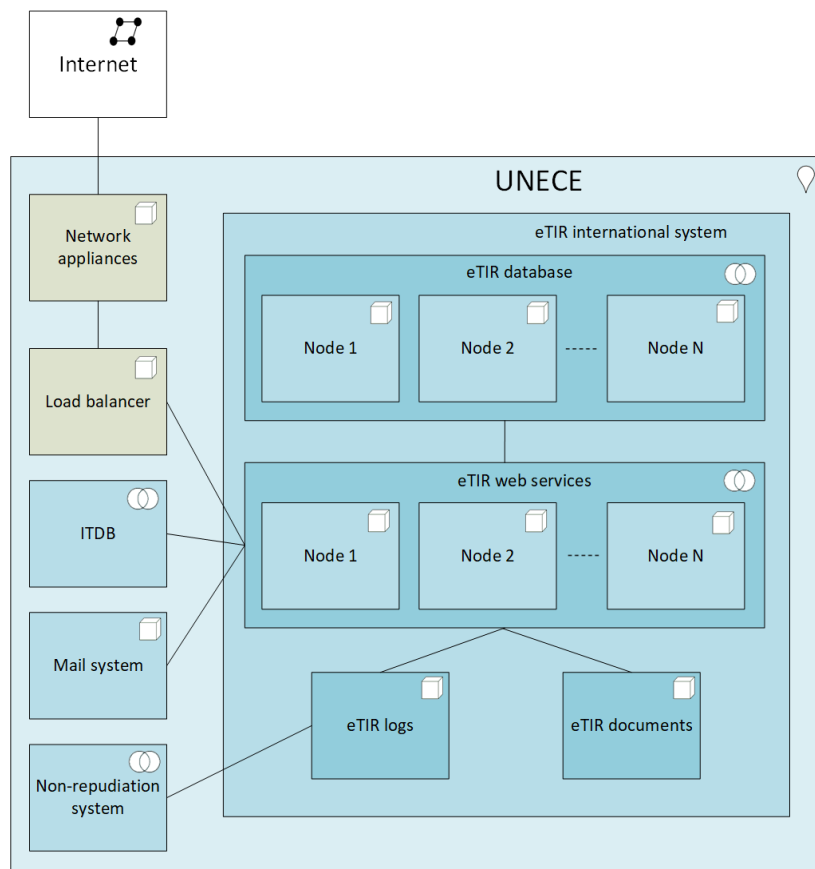 Internet
UNECE
Network
appliances
Load balancer
ITDB
Mail system
Non-repudiation
system
eTIR international system
eTIR database
Node 1
Node 2
Node N
eTIR web services
Node 1
Node 2
Node N
eTIR logs
eTIR documents